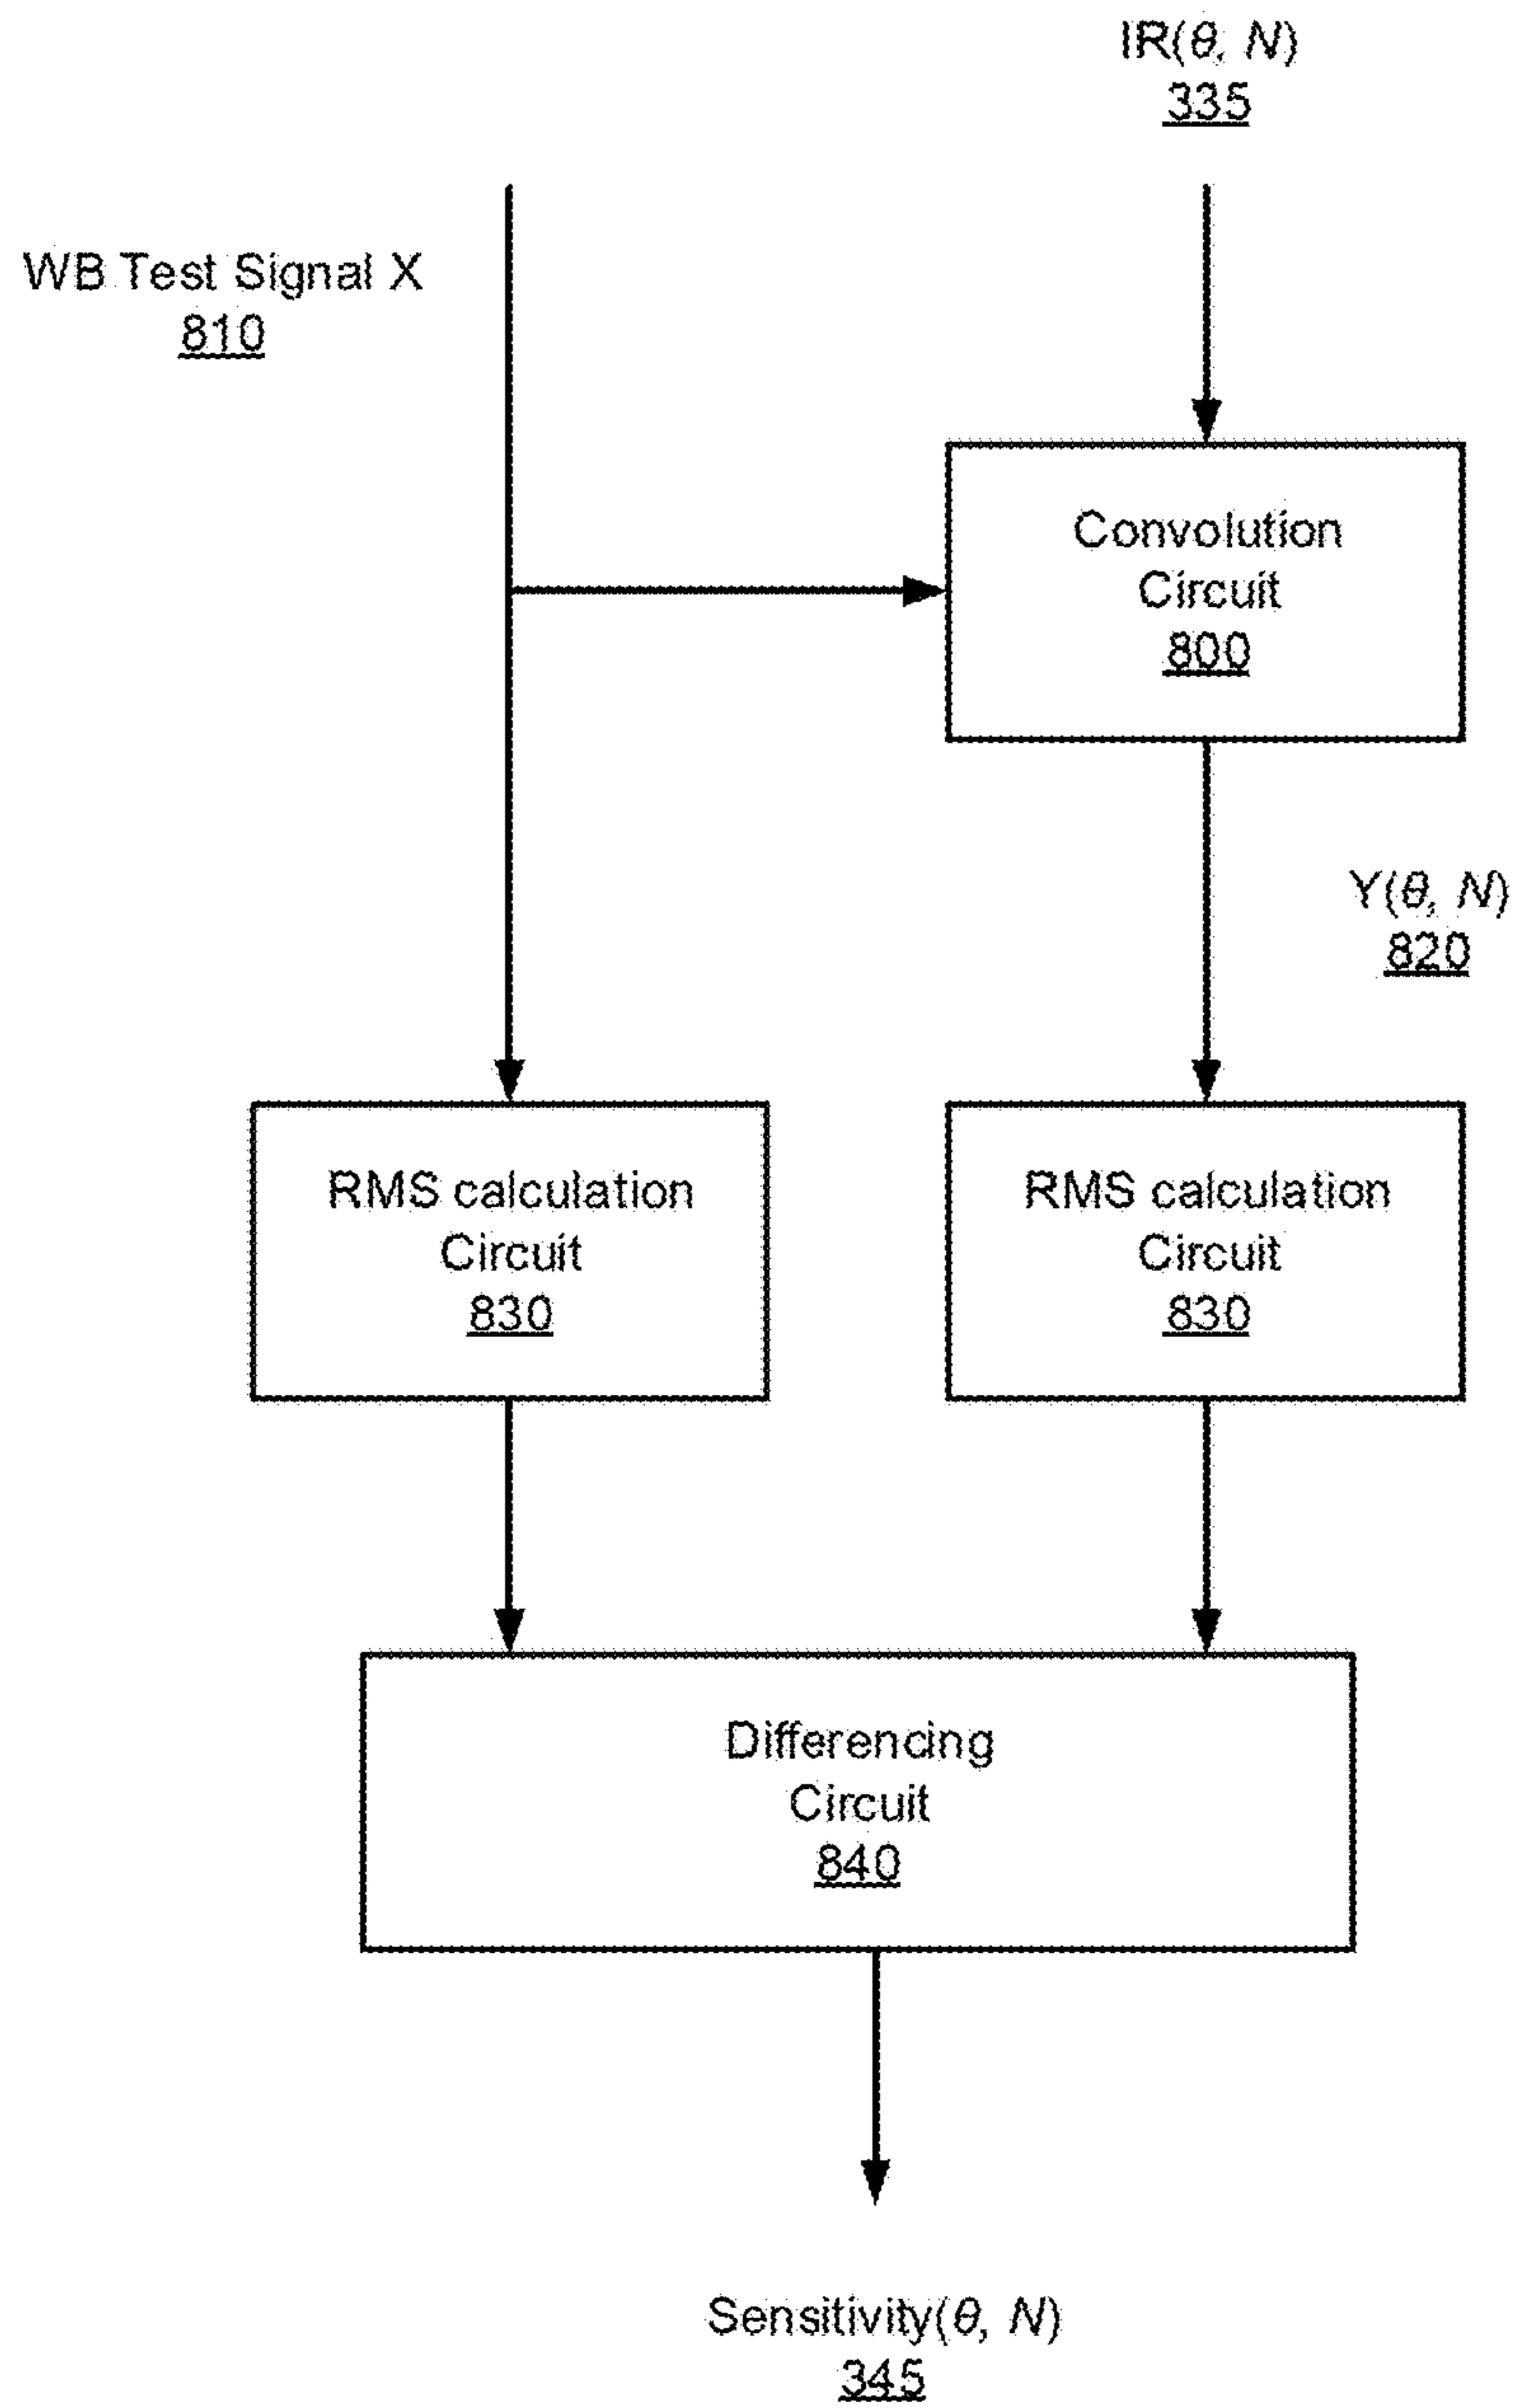 IR(θ, N)
335
WB Test Signal X
810
Convolution
Circuit
800
Y(θ, N)
820
RMS calculation
Circuit
830
RMS calculation
Circuit
830
Differencing
Circuit
840
Sensitivity(θ, N)
345